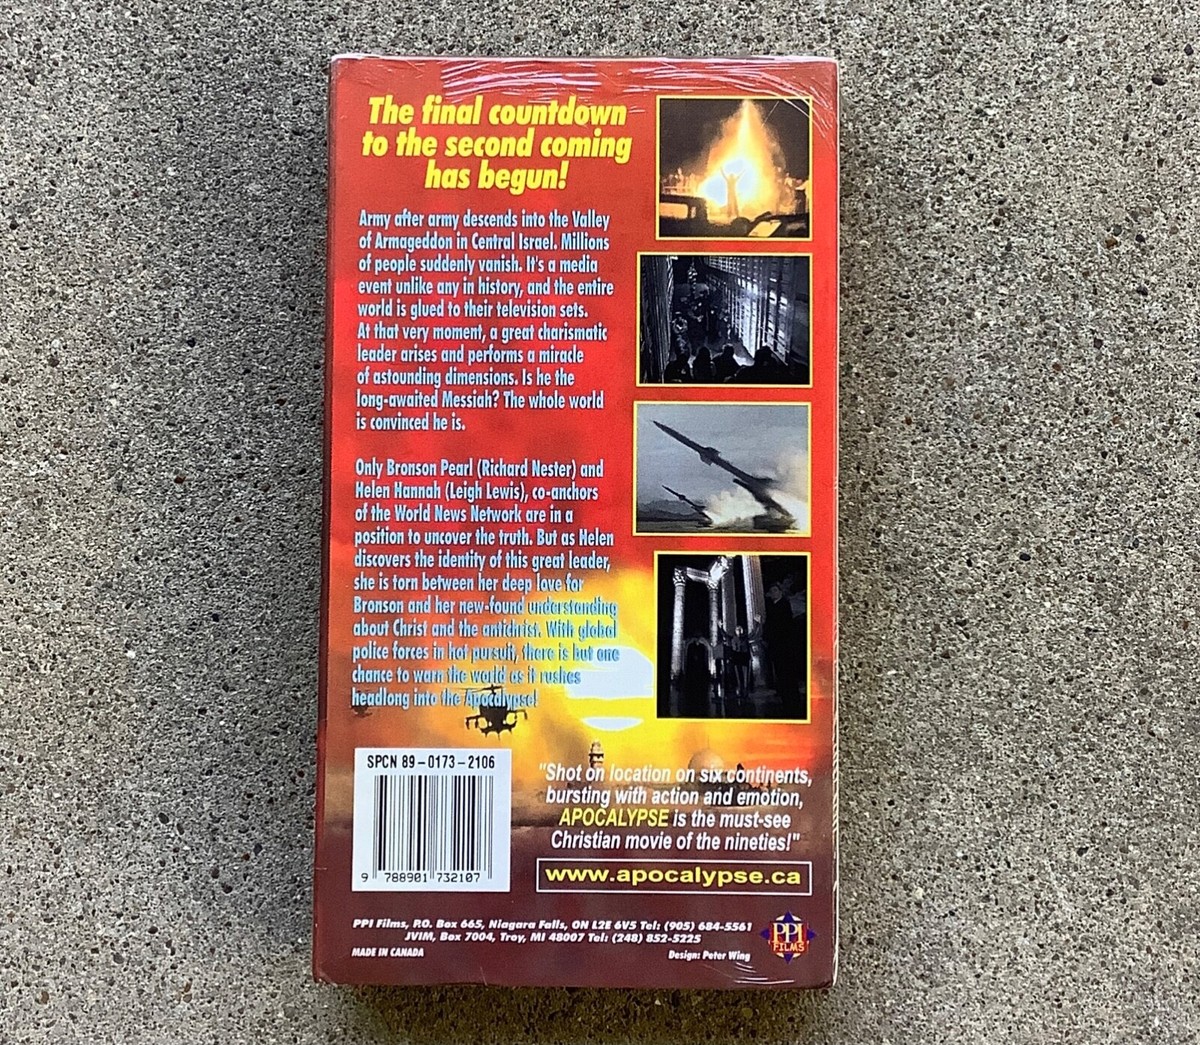 The final countdown
to the second coming
has begun!
Army after army descends into the Valley
of Armageddon in Central Israel. Millions
of people suddenly vanish. It's a media
event unlike any in history, and the entire
world is glued to their television sets.
At that very moment, a great charismatic
leader arises and performs a miracle
of astounding dimensions. Is he the
long-awaited Messiah? The whole world
is convinced he is.
Only Bronson Pearl (Richard Nester) and
Helen Hannah (Leigh Lewis), co-anchors
of the World News Network are in a
position to uncover the truth. But as Helen
discovers the identity of this great leader,
she is torn between her deep love for
Bronson and her new-found understanding
about Christ and the antichrist. With global
police forces in hot pursuit, there is but one
chance to warn the world as it rushes
headlong into the Apocalypse!
SPCN 89-0173-2106
9 788901 732107
"Shot on location on six continents,
bursting with action and emotion,
APOCALYPSE is the must-see
Christian movie of the nineties!"
www.apocalypse.ca
PPI Films, P.O. Box 665, Niagara Falls, ON L2E 6V5 Tel: (905) 684-5561
JVIM, Box 7004, Troy, MI 48007 Tel: (248) 852-5225
MADE IN CANADA
Design: Peter Wing
PPI
FILMS